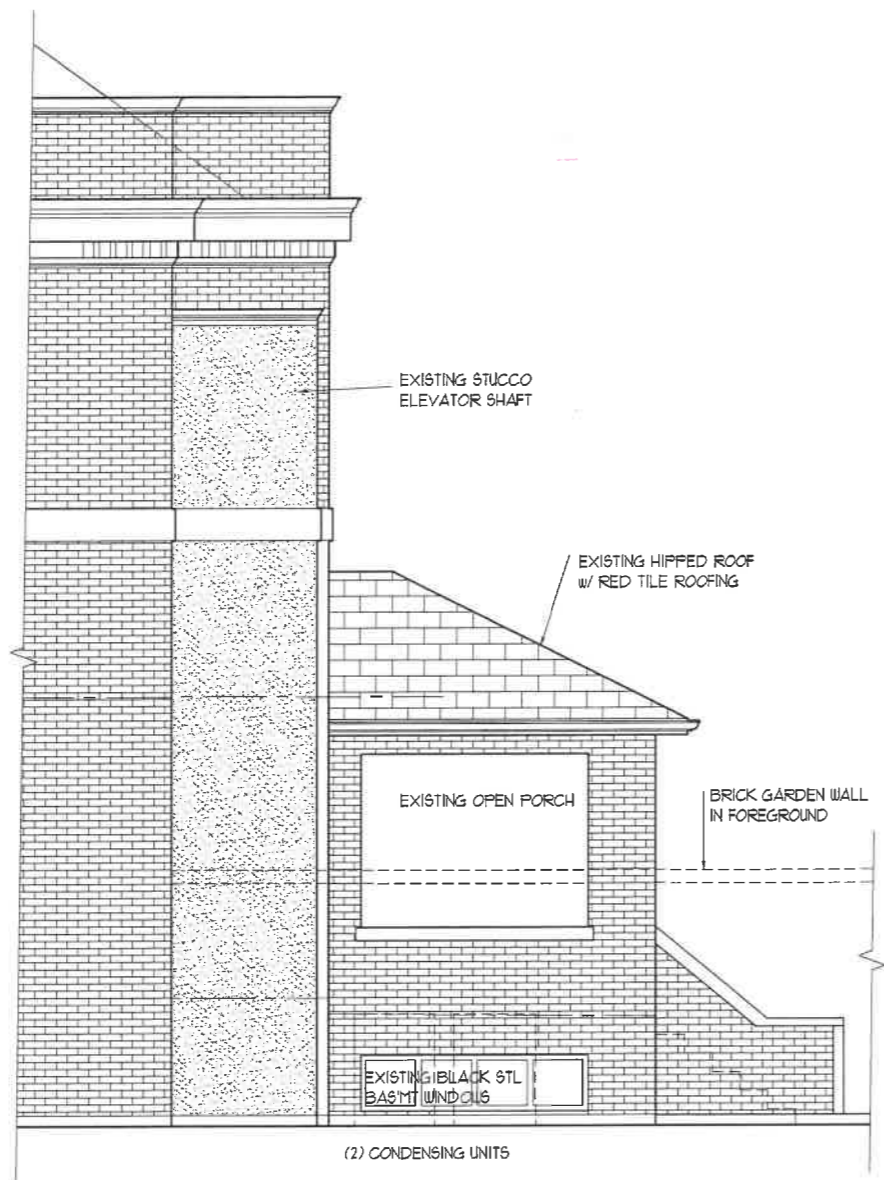 EXISTING STUCCO
ELEVATOR SHAFT
EXISTING HIPPED ROOF
W/ RED TILE ROOFING
EXISTING OPEN PORCH
BRICK GARDEN WALL
IN FOREGROUND
EXISTING BLACK STL
BAS'MT WINDOWS
(2) CONDENSING UNITS